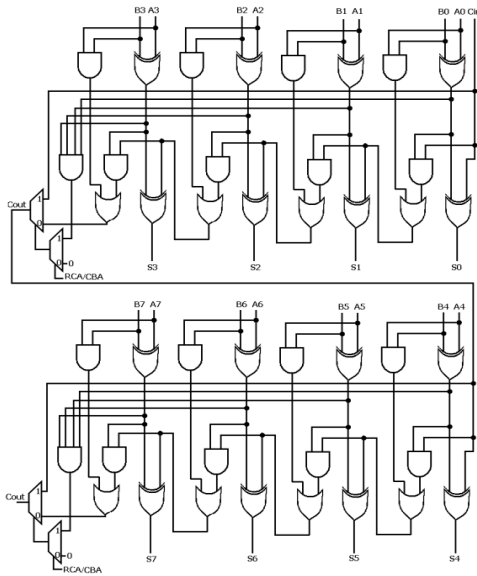 B3 A3 B2 A2 B1 A1 B0 A0 Cin
1
Cout
0
1
0 0
RCA/CBA
S3 S2 S1 S0
B7 A7 B6 A6 B5 A5 B4 A4
1
Cout
0
1
0 0
RCA/CBA
S7 S6 S5 S4